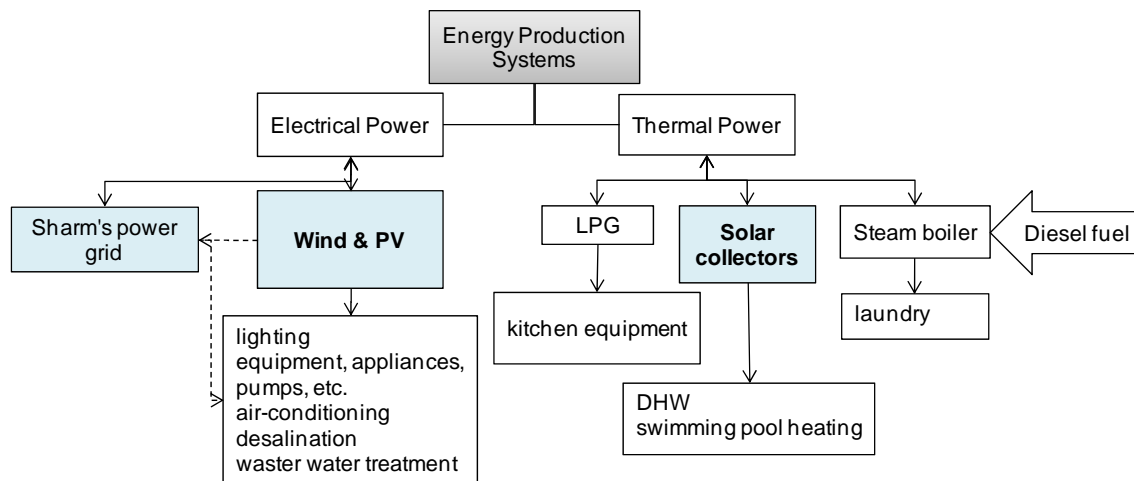 Energy Production
Systems
Electrical Power
Thermal Power
Sharm's power
grid
Wind & PV
LPG
Solar
collectors
Steam boiler
Diesel fuel
lighting
equipment, appliances,
pumps, etc.
air-conditioning
desalination
waster water treatment
kitchen equipment
laundry
DHW
swimming pool heating